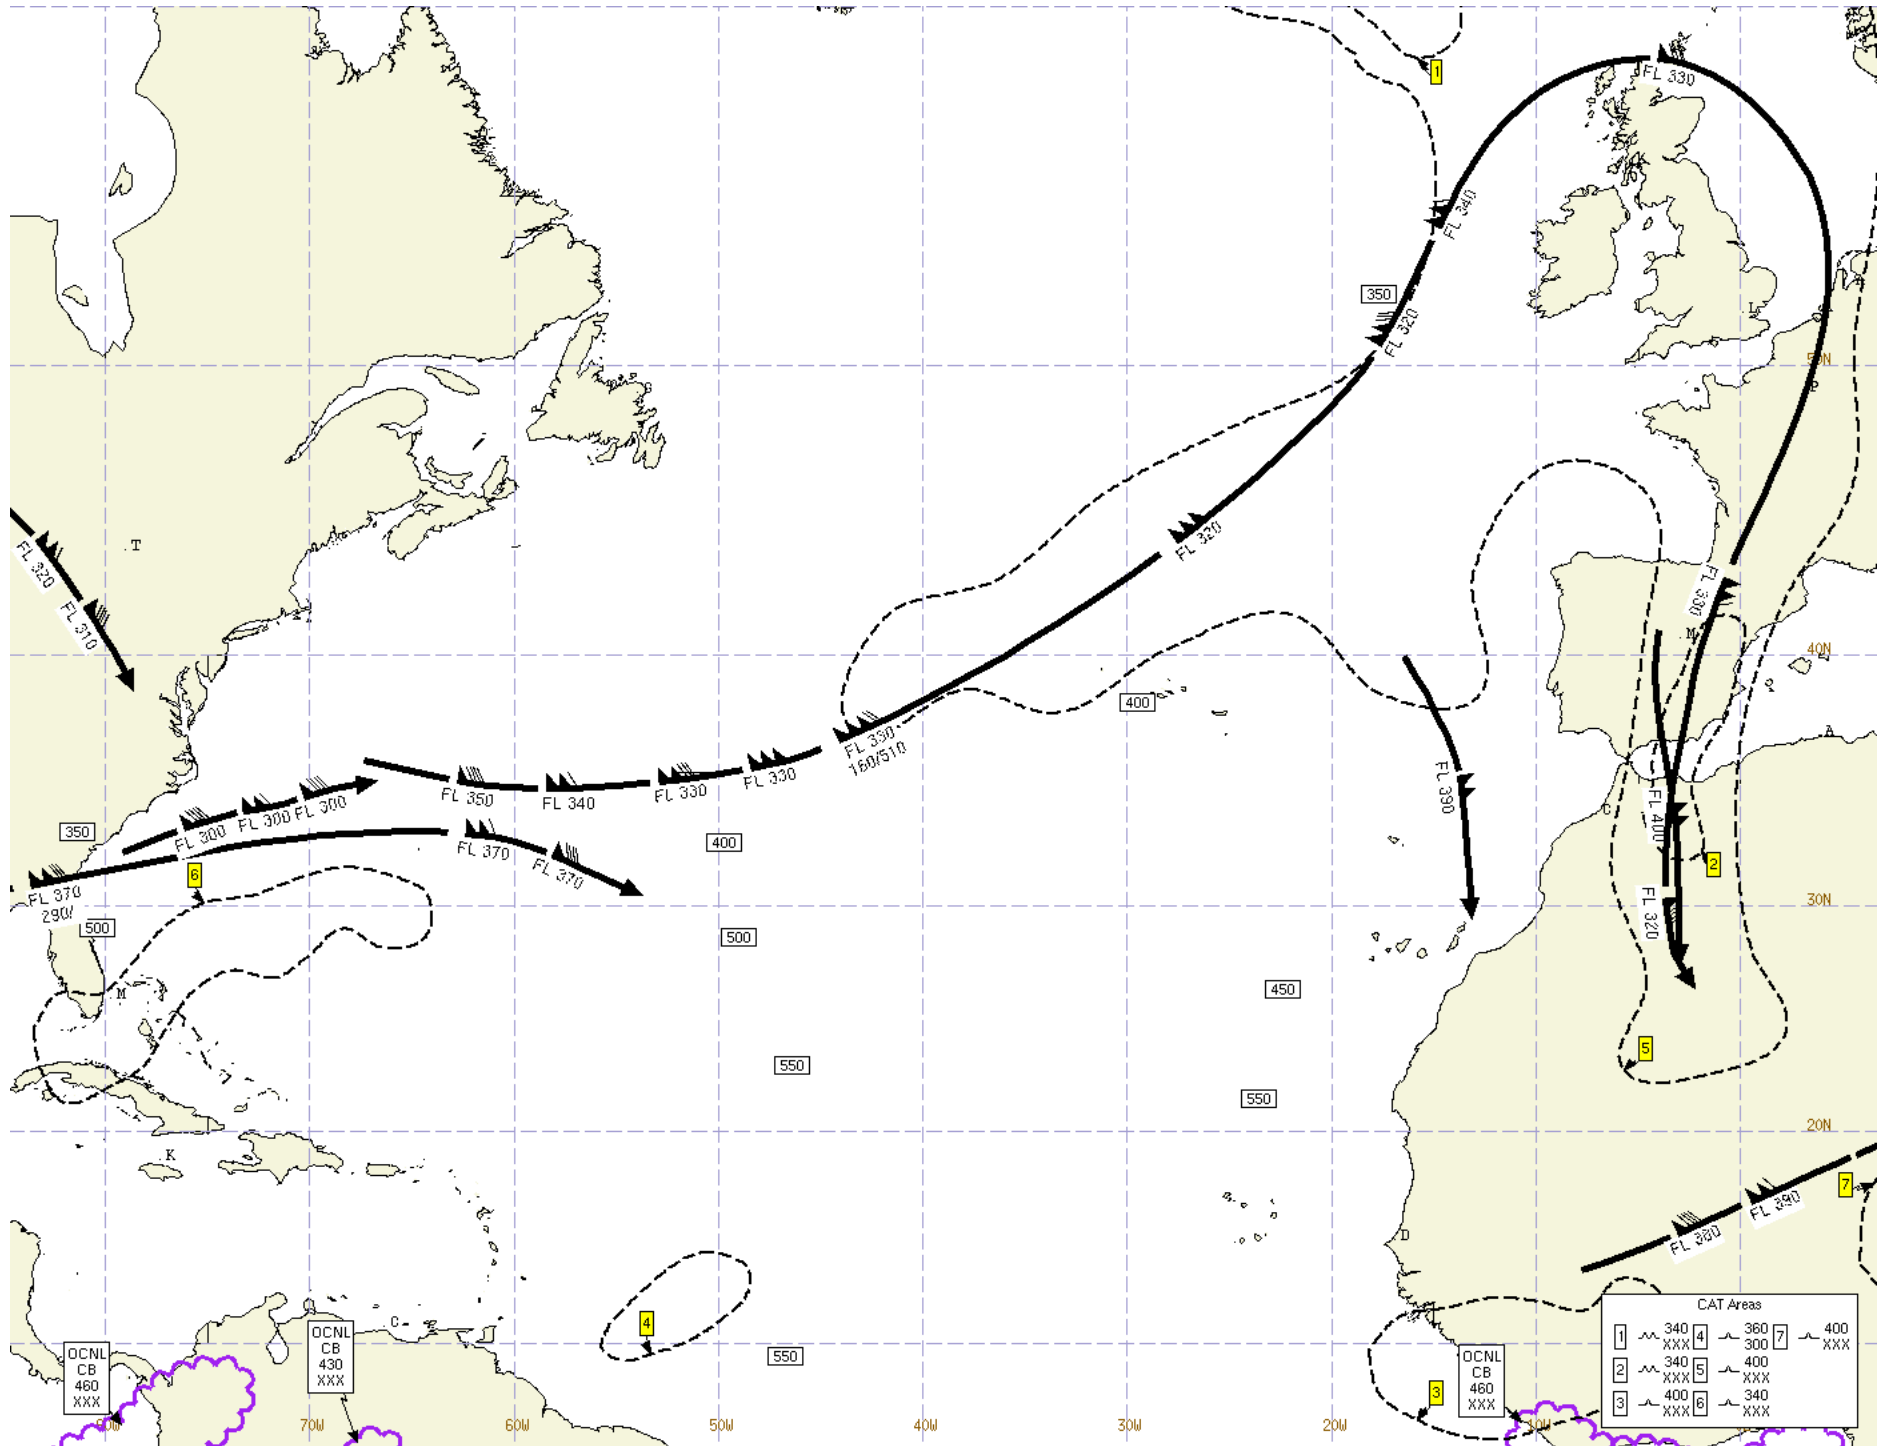 1
FL 330
FL 340
350
FL 320
L
50N
P
S
T
FL 320
FL 310
FL 320
FL 330
M
40N
400
FL 330
160/510
A
FL 350
FL 340
FL 330
FL 330
FL 390
FL 300
FL 300
FL 300
350
400
FL 370
FL 370
FL 400
C
2
6
FL 370
290/
500
500
FL 320
30N
M
450
5
550
550
20N
K
7
FL 390
FL 380
D
4
C
550
OCNL
CB
460
XXX
OCNL
CB
430
XXX
OCNL
CB
460
XXX
3
CAT Areas
1 340 XXX 4 360 300 7 400 XXX
2 340 XXX 5 400 XXX
3 400 XXX 6 340 XXX
70W
60W
50W
40W
30W
20W
10W